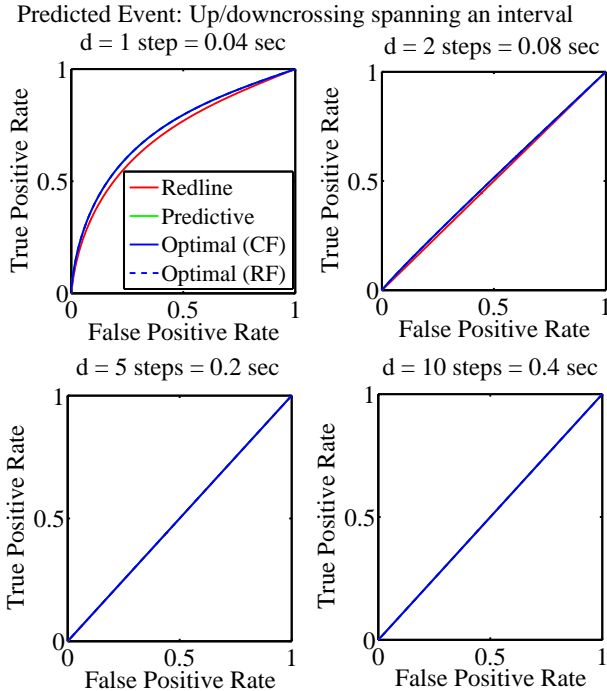 Predicted Event: Up/downcrossing spanning an interval
d = 1 step = 0.04 sec
1
0.5
0
0.5
1
True Positive Rate
False Positive Rate
Redline
Predictive
Optimal (CF)
Optimal (RF)
d = 2 steps = 0.08 sec
1
0.5
0
0.5
1
True Positive Rate
False Positive Rate
d = 5 steps = 0.2 sec
1
0.5
0
0
0.5
1
True Positive Rate
False Positive Rate
d = 10 steps = 0.4 sec
1
0.5
0
0
0.5
1
True Positive Rate
False Positive Rate